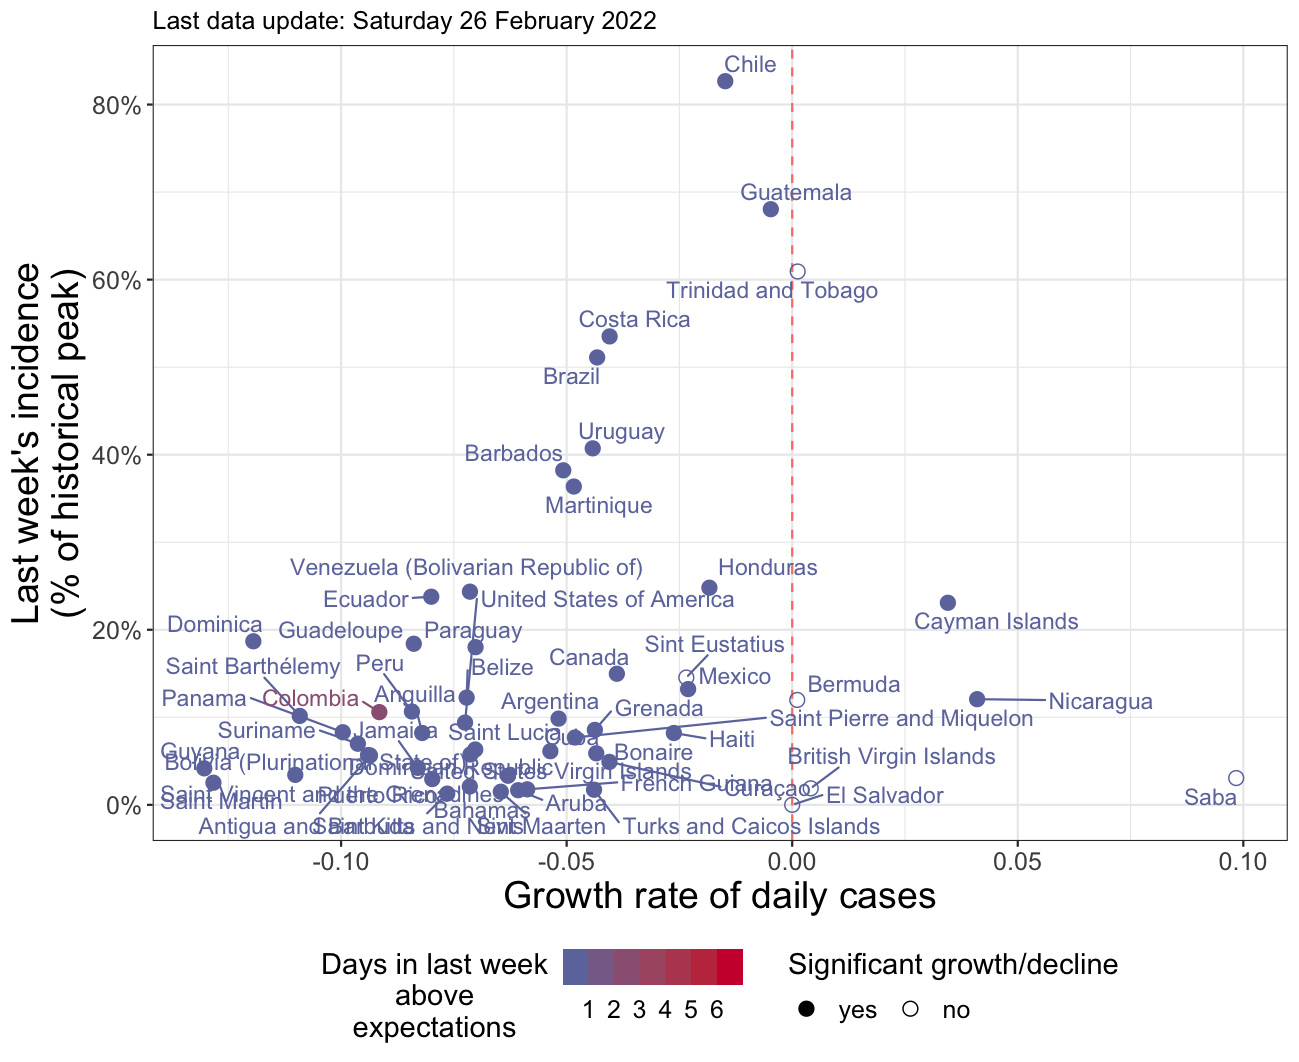 Last data update: Saturday 26 February 2022
Last week's incidence
(% of historical peak)
80%
60%
40%
20%
0%
Chile
Guatemala
Trinidad and Tobago
Costa Rica
Brazil
Uruguay
Barbados
Martinique
Venezuela (Bolivarian Republic of)
Honduras
Ecuador
United States of America
Cayman Islands
Dominica
Guadeloupe
Paraguay
Sint Eustatius
Saint Barthélemy
Peru
Belize
Canada
Mexico
Panama
Colombia
Anguilla
Argentina
Grenada
Bermuda
Nicaragua
Suriname
Jamaica
Saint Lucia
Cuba
Saint Pierre and Miquelon
Haiti
Guyana
Bolivia (Plurinational State of)
Dominican Republic
United States Virgin Islands
Bonaire
British Virgin Islands
French Guiana
Curaçao
El Salvador
Saba
Saint Vincent and the Grenadines
Saint Martin
Puerto Rico
Bahamas
Aruba
Antigua and Barbuda
Saint Kitts and Nevis
Sint Maarten
Turks and Caicos Islands
-0.10
-0.05
0.00
0.05
0.10
Growth rate of daily cases
Days in last week
above
expectations
1 2 3 4 5 6
Significant growth/decline
yes
no